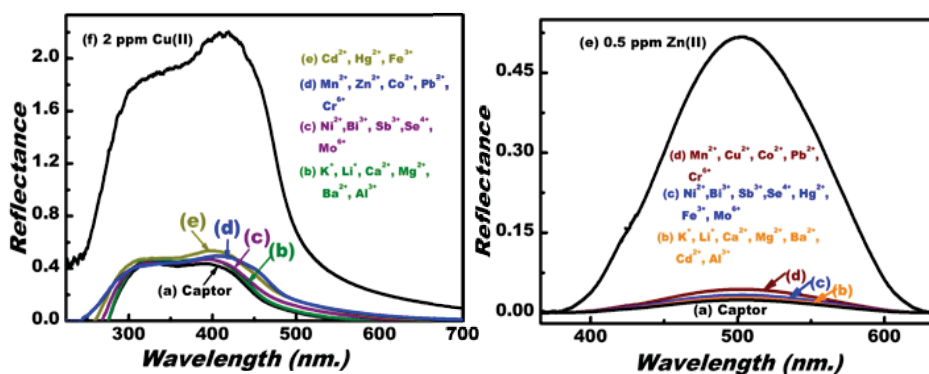 (f) 2 ppm Cu(II)
(e) Cd²⁺, Hg²⁺, Fe³⁺
(d) Mn²⁺, Zn²⁺, Co²⁺, Pb²⁺,
Cr⁶⁺
(c) Ni²⁺,Bi³⁺, Sb³⁺,Se⁴⁺,
Mo⁶⁺
(b) K⁺, Li⁺, Ca²⁺, Mg²⁺,
Ba²⁺, Al³⁺
(e)
(d)
(c)
(b)
(a) Captor
Reflectance
2.4
1.8
1.2
0.6
0.0
300
400
500
600
700
Wavelength (nm.)
(e) 0.5 ppm Zn(II)
(d) Mn²⁺, Cu²⁺, Co²⁺, Pb²⁺,
Cr⁶⁺
(c) Ni²⁺,Bi³⁺, Sb³⁺,Se⁴⁺, Hg²⁺,
Fe³⁺, Mo⁶⁺
(b) K⁺, Li⁺, Ca²⁺, Mg²⁺, Ba²⁺,
Cd²⁺, Al³⁺
(d)
(c)
(b)
(a) Captor
Reflectance
0.45
0.30
0.15
0.00
400
500
600
Wavelength (nm.)